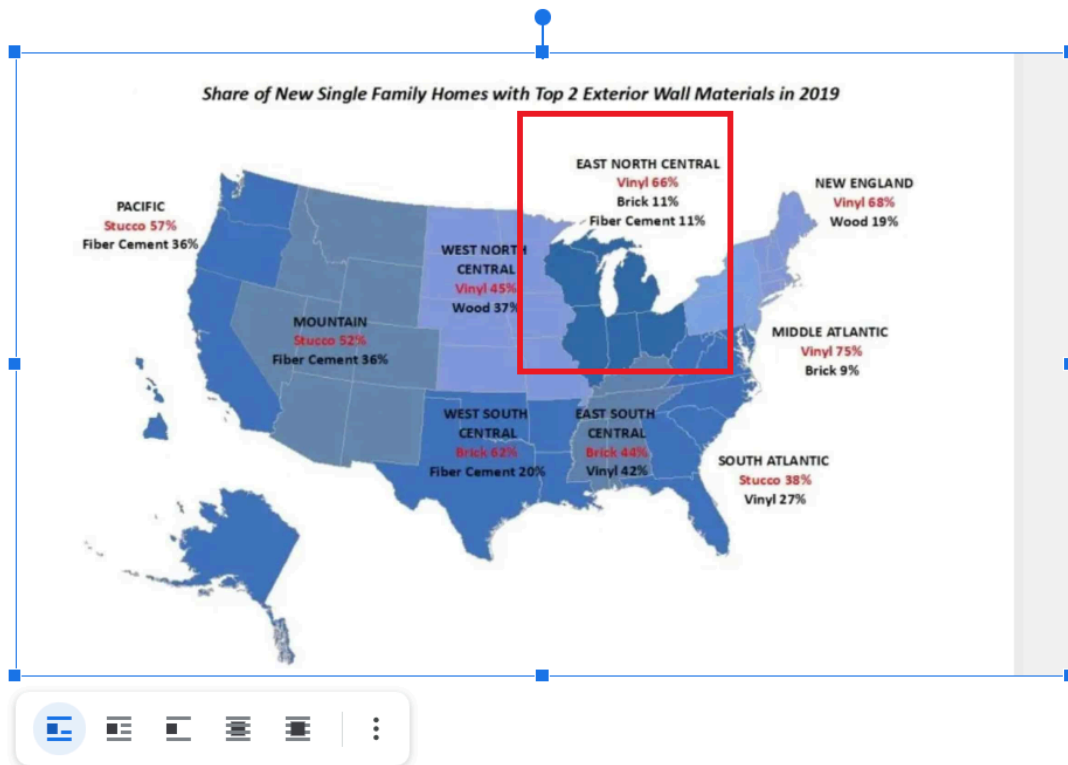 Share of New Single Family Homes with Top 2 Exterior Wall Materials in 2019
EAST NORTH CENTRAL
Vinyl 66%
Brick 11%
Fiber Cement 11%
NEW ENGLAND
Vinyl 68%
Wood 19%
PACIFIC
Stucco 57%
Fiber Cement 36%
WEST NORTH
CENTRAL
Vinyl 45%
Wood 37%
MOUNTAIN
Stucco 52%
Fiber Cement 36%
MIDDLE ATLANTIC
Vinyl 75%
Brick 9%
WEST SOUTH
CENTRAL
Brick 62%
Fiber Cement 20%
EAST SOUTH
CENTRAL
Brick 44%
Vinyl 42%
SOUTH ATLANTIC
Stucco 38%
Vinyl 27%